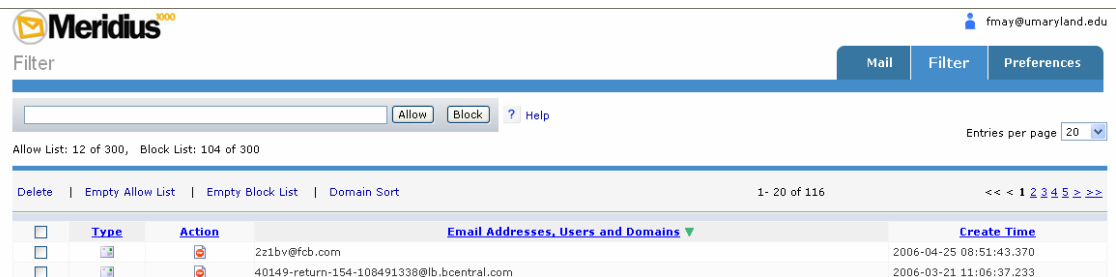 Meridius 1000
fmay@umaryland.edu
Filter
Mail Filter Preferences
Allow Block ? Help
Entries per page 20
Allow List: 12 of 300, Block List: 104 of 300
Delete | Empty Allow List | Empty Block List | Domain Sort 1- 20 of 116 << < 1 2 3 4 5 > >>
Type Action Email Addresses, Users and Domains Create Time
2z1bv@fcb.com 2006-04-25 08:51:43.370
40149-return-154-108491338@lb.bcentral.com 2006-03-21 11:06:37.233